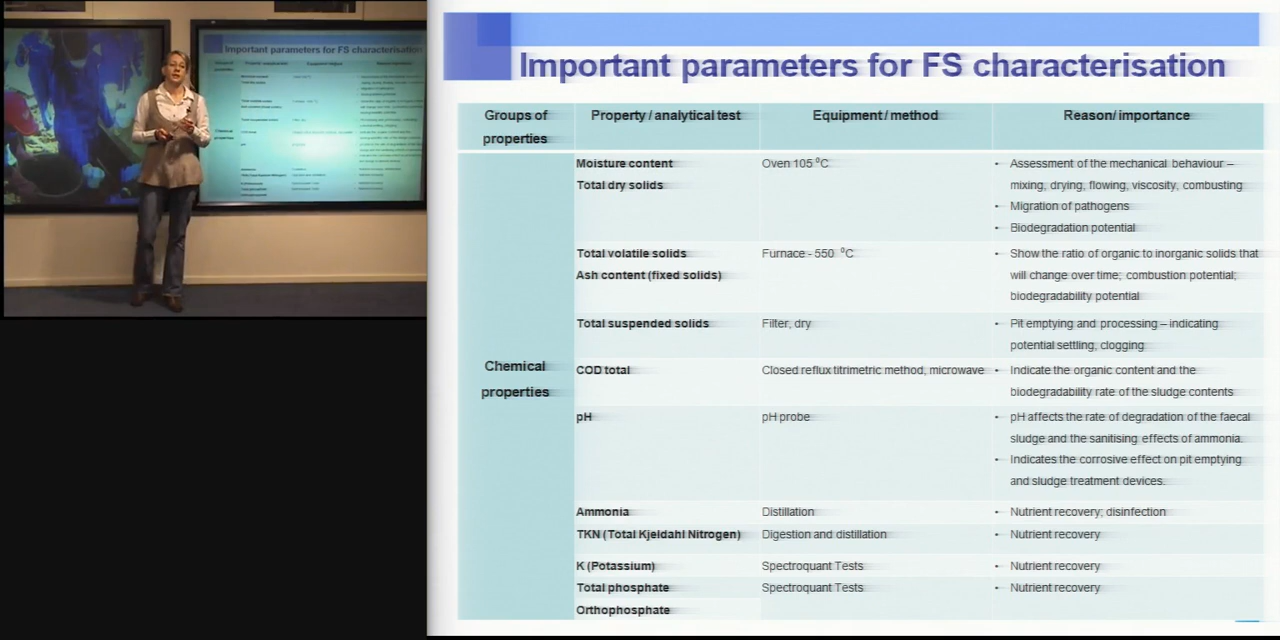 Important parameters for FS characterisation
Important parameters for FS characterisation
Groups of properties
Property / analytical test
Equipment / method
Reason/ importance
Chemical properties
Moisture content
Total dry solids
Oven 105 ⁰C
• Assessment of the mechanical behaviour –
mixing, drying, flowing, viscosity, combusting
• Migration of pathogens
• Biodegradation potential
Total volatile solids
Ash content (fixed solids)
Furnace - 550 ⁰C
• Show the ratio of organic to inorganic solids that
will change over time; combustion potential;
biodegradability potential
Total suspended solids
Filter, dry
• Pit emptying and processing – indicating
potential settling, clogging
COD total
Closed reflux titrimetric method, microwave
• Indicate the organic content and the
biodegradability rate of the sludge contents
pH
pH probe
• pH affects the rate of degradation of the faecal
sludge and the sanitising effects of ammonia.
• Indicates the corrosive effect on pit emptying
and sludge treatment devices.
Ammonia
Distillation
• Nutrient recovery; disinfection
TKN (Total Kjeldahl Nitrogen)
Digestion and distillation
• Nutrient recovery
K (Potassium)
Spectroquant Tests
• Nutrient recovery
Total phosphate
Spectroquant Tests
• Nutrient recovery
Orthophosphate